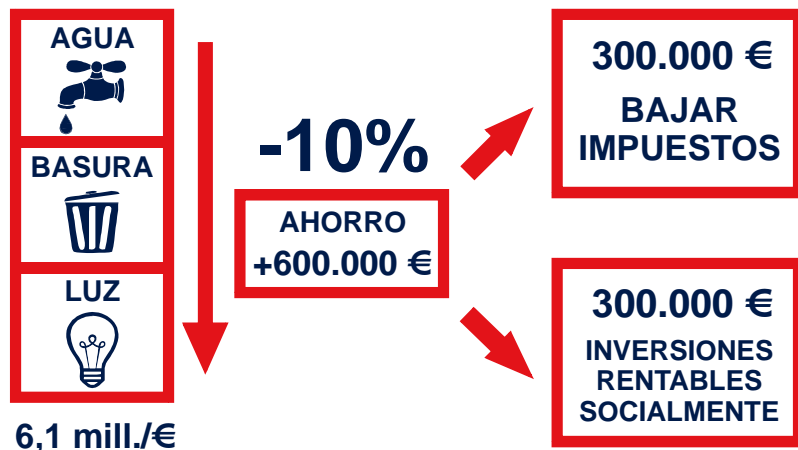 AGUA
BASURA
LUZ
6,1 mill./€
-10%
AHORRO
+600.000 €
300.000 €
BAJAR
IMPUESTOS
300.000 €
INVERSIONES
RENTABLES
SOCIALMENTE